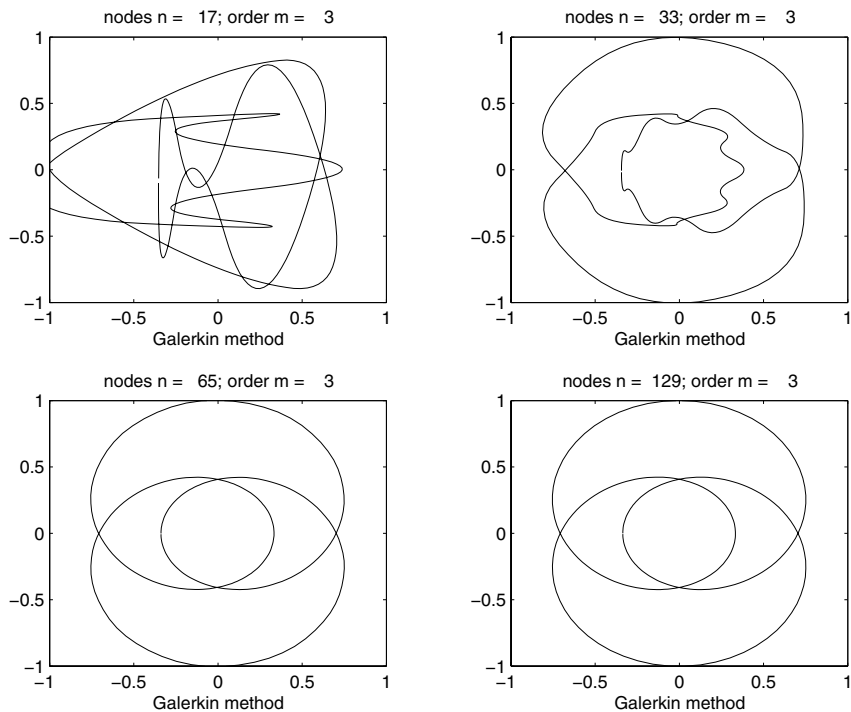 nodes n = 17; order m = 3
1
0.5
0
−0.5
−1
−1 −0.5 0 0.5 1
Galerkin method
nodes n = 33; order m = 3
1
0.5
0
−0.5
−1
−1 −0.5 0 0.5 1
Galerkin method
nodes n = 65; order m = 3
1
0.5
0
−0.5
−1
−1 −0.5 0 0.5 1
Galerkin method
nodes n = 129; order m = 3
1
0.5
0
−0.5
−1
−1 −0.5 0 0.5 1
Galerkin method